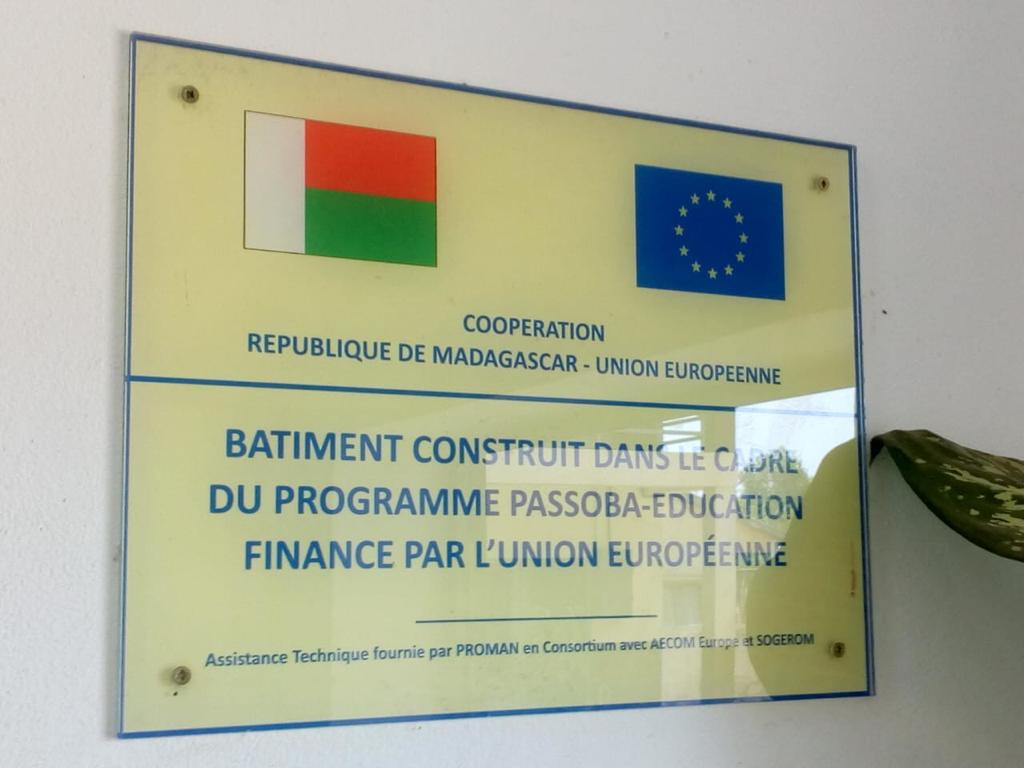 COOPERATION
REPUBLIQUE DE MADAGASCAR - UNION EUROPEENNE
BATIMENT CONSTRUIT DANS LE CADRE
DU PROGRAMME PASSOBA-EDUCATION
FINANCE PAR L'UNION EUROPÉENNE
Assistance Technique fournie par PROMAN en Consortium avec AECOM Europe et SOGEROM